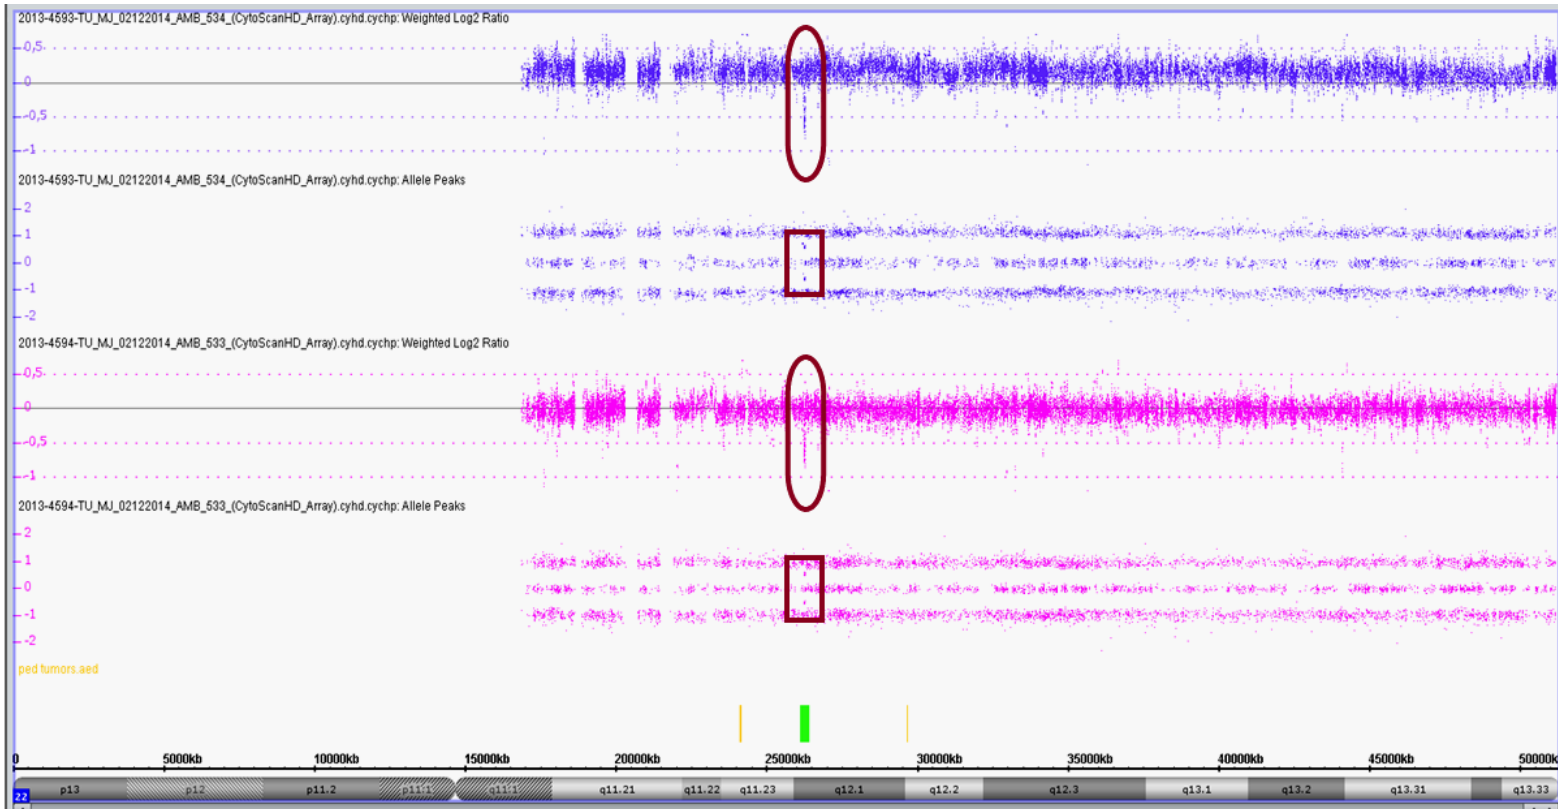 2013-4593-TU_MJ_02122014_AMB_534_(CytoScanHD_Array).cyhd.cychp: Weighted Log2 Ratio
0,5
0
-0,5
-1
2013-4593-TU_MJ_02122014_AMB_534_(CytoScanHD_Array).cyhd.cychp: Allele Peaks
2
1
0
-1
-2
2013-4594-TU_MJ_02122014_AMB_533_(CytoScanHD_Array).cyhd.cychp: Weighted Log2 Ratio
0,5
0
-0,5
-1
2013-4594-TU_MJ_02122014_AMB_533_(CytoScanHD_Array).cyhd.cychp: Allele Peaks
2
1
0
-1
-2
ped tumors.aed
0 5000kb 10000kb 15000kb 20000kb 25000kb 30000kb 35000kb 40000kb 45000kb 50000k
p13 p12 p11.2 p11.1 q11.1 q11.21 q11.22 q11.23 q12.1 q12.2 q12.3 q13.1 q13.2 q13.31 q13.33
22